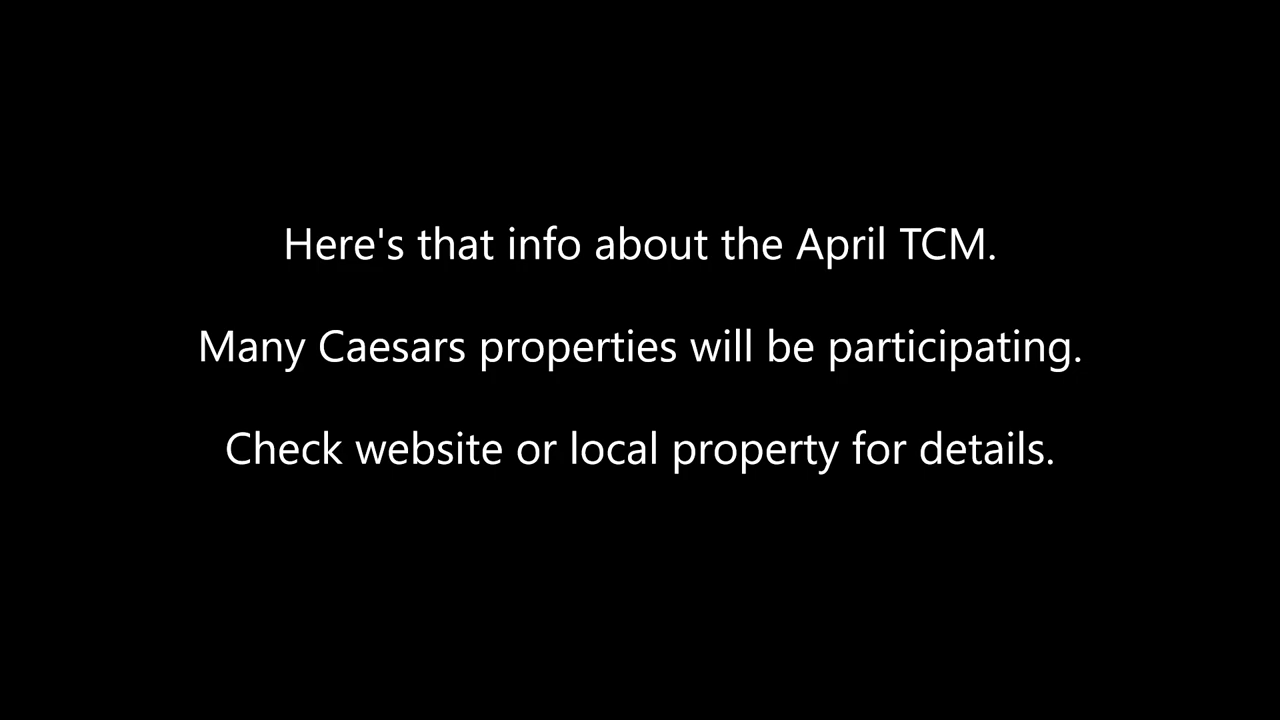 Here's that info about the April TCM.
Many Caesars properties will be participating.
Check website or local property for details.